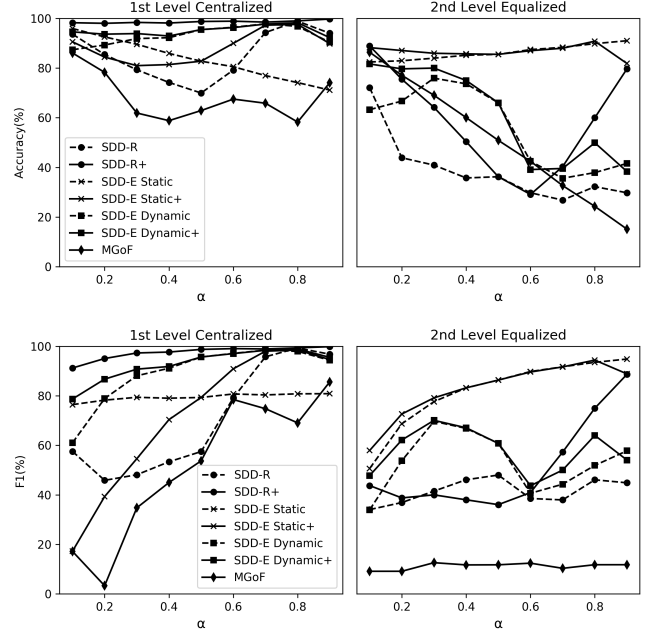 1st Level Centralized
2nd Level Equalized
Accuracy(%)
100
80
60
40
20
0
SDD-R
SDD-R+
SDD-E Static
SDD-E Static+
SDD-E Dynamic
SDD-E Dynamic+
MGoF
0.2 0.4 0.6 0.8
0.2 0.4 0.6 0.8
α
α
1st Level Centralized
2nd Level Equalized
F1(%)
100
80
60
40
20
0
SDD-R
SDD-R+
SDD-E Static
SDD-E Static+
SDD-E Dynamic
SDD-E Dynamic+
MGoF
0.2 0.4 0.6 0.8
0.2 0.4 0.6 0.8
α
α